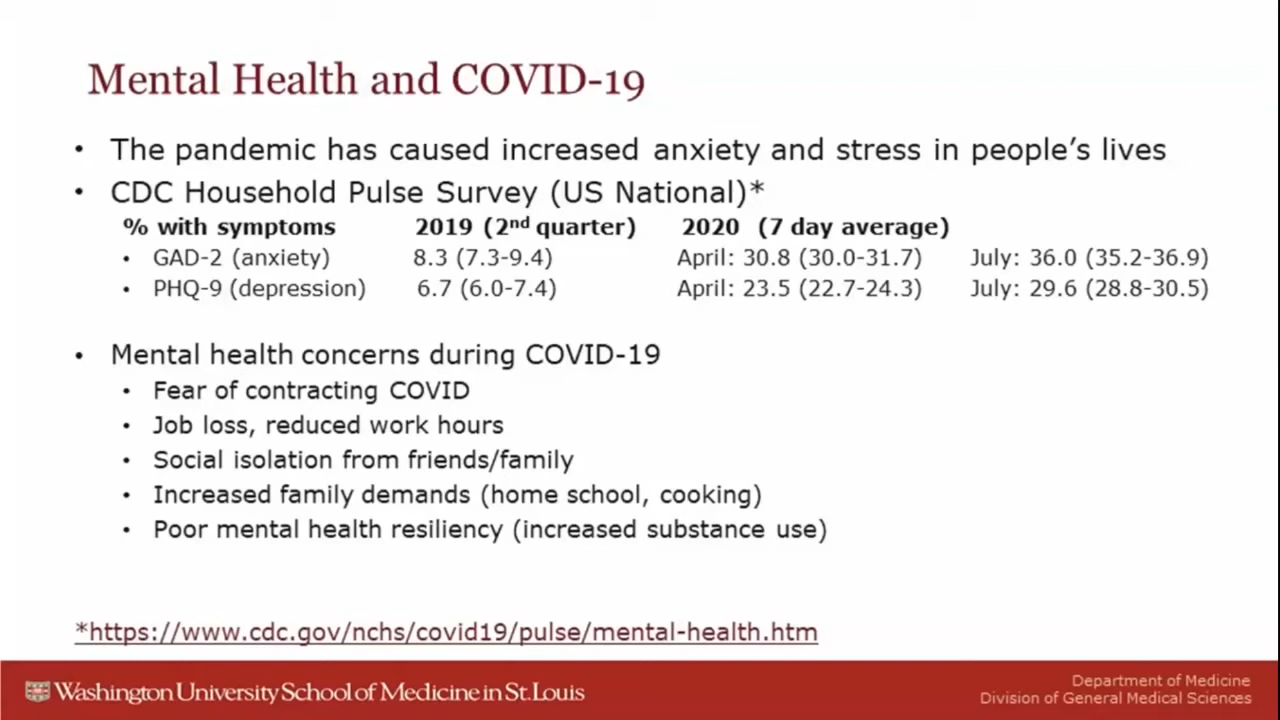 Mental Health and COVID-19
• The pandemic has caused increased anxiety and stress in people's lives
• CDC Household Pulse Survey (US National)*
% with symptoms 2019 (2nd quarter) 2020 (7 day average)
• GAD-2 (anxiety) 8.3 (7.3-9.4) April: 30.8 (30.0-31.7) July: 36.0 (35.2-36.9)
• PHQ-9 (depression) 6.7 (6.0-7.4) April: 23.5 (22.7-24.3) July: 29.6 (28.8-30.5)
• Mental health concerns during COVID-19
• Fear of contracting COVID
• Job loss, reduced work hours
• Social isolation from friends/family
• Increased family demands (home school, cooking)
• Poor mental health resiliency (increased substance use)
*https://www.cdc.gov/nchs/covid19/pulse/mental-health.htm
Washington University School of Medicine in St. Louis
Department of Medicine
Division of General Medical Sciences